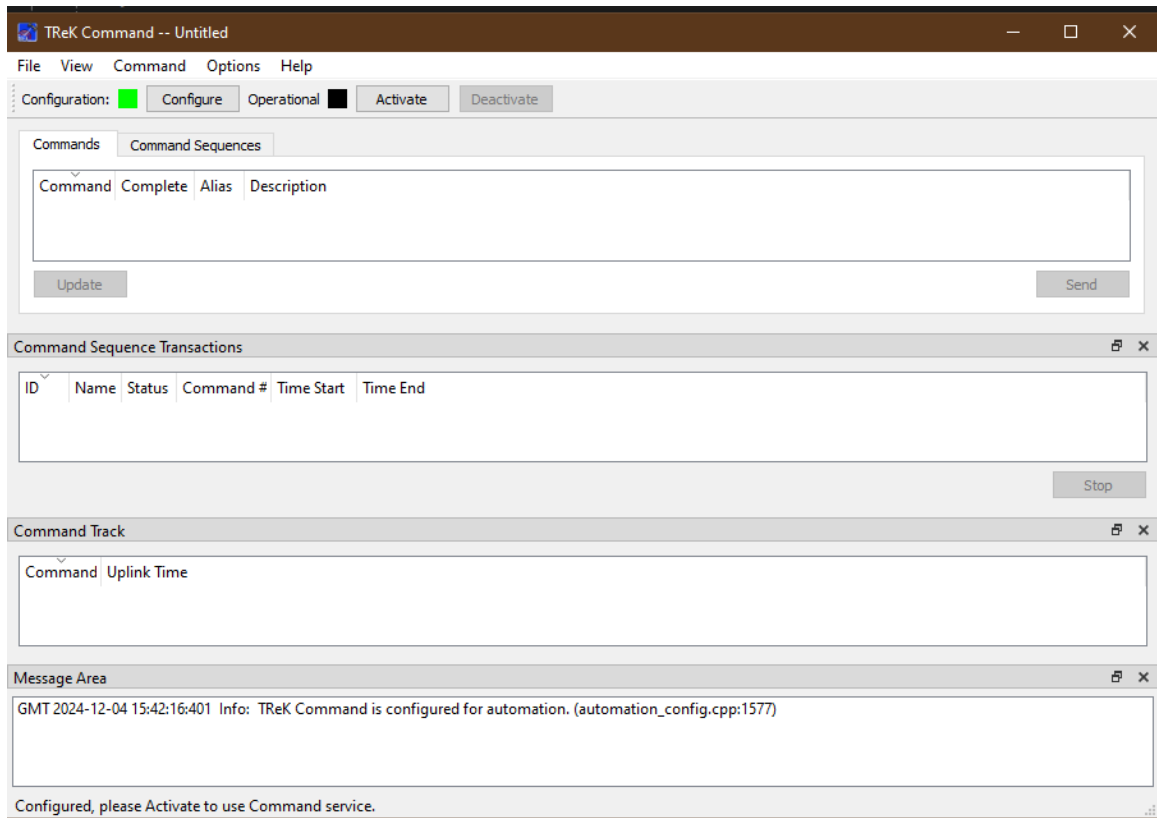 TReK Command -- Untitled
File View Command Options Help
Configuration: Configure Operational Activate Deactivate
Commands Command Sequences
Command Complete Alias Description
Update Send
Command Sequence Transactions
ID Name Status Command # Time Start Time End
Stop
Command Track
Command Uplink Time
Message Area
GMT 2024-12-04 15:42:16:401 Info: TReK Command is configured for automation. (automation_config.cpp:1577)
Configured, please Activate to use Command service.